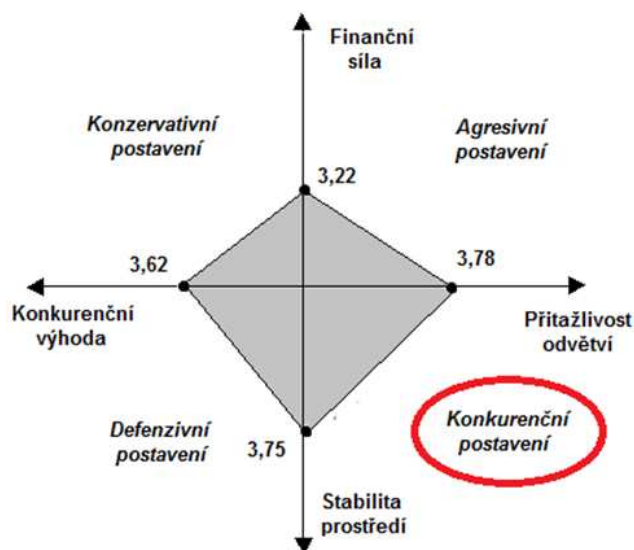 Finanční
síla
Konzervativní
postavení
Agresivní
postavení
3,22
3,62
3,78
Konkurenční
výhoda
Přitažlivost
odvětví
Defenzivní
postavení
3,75
Konkurenční
postavení
Stabilita
prostředí